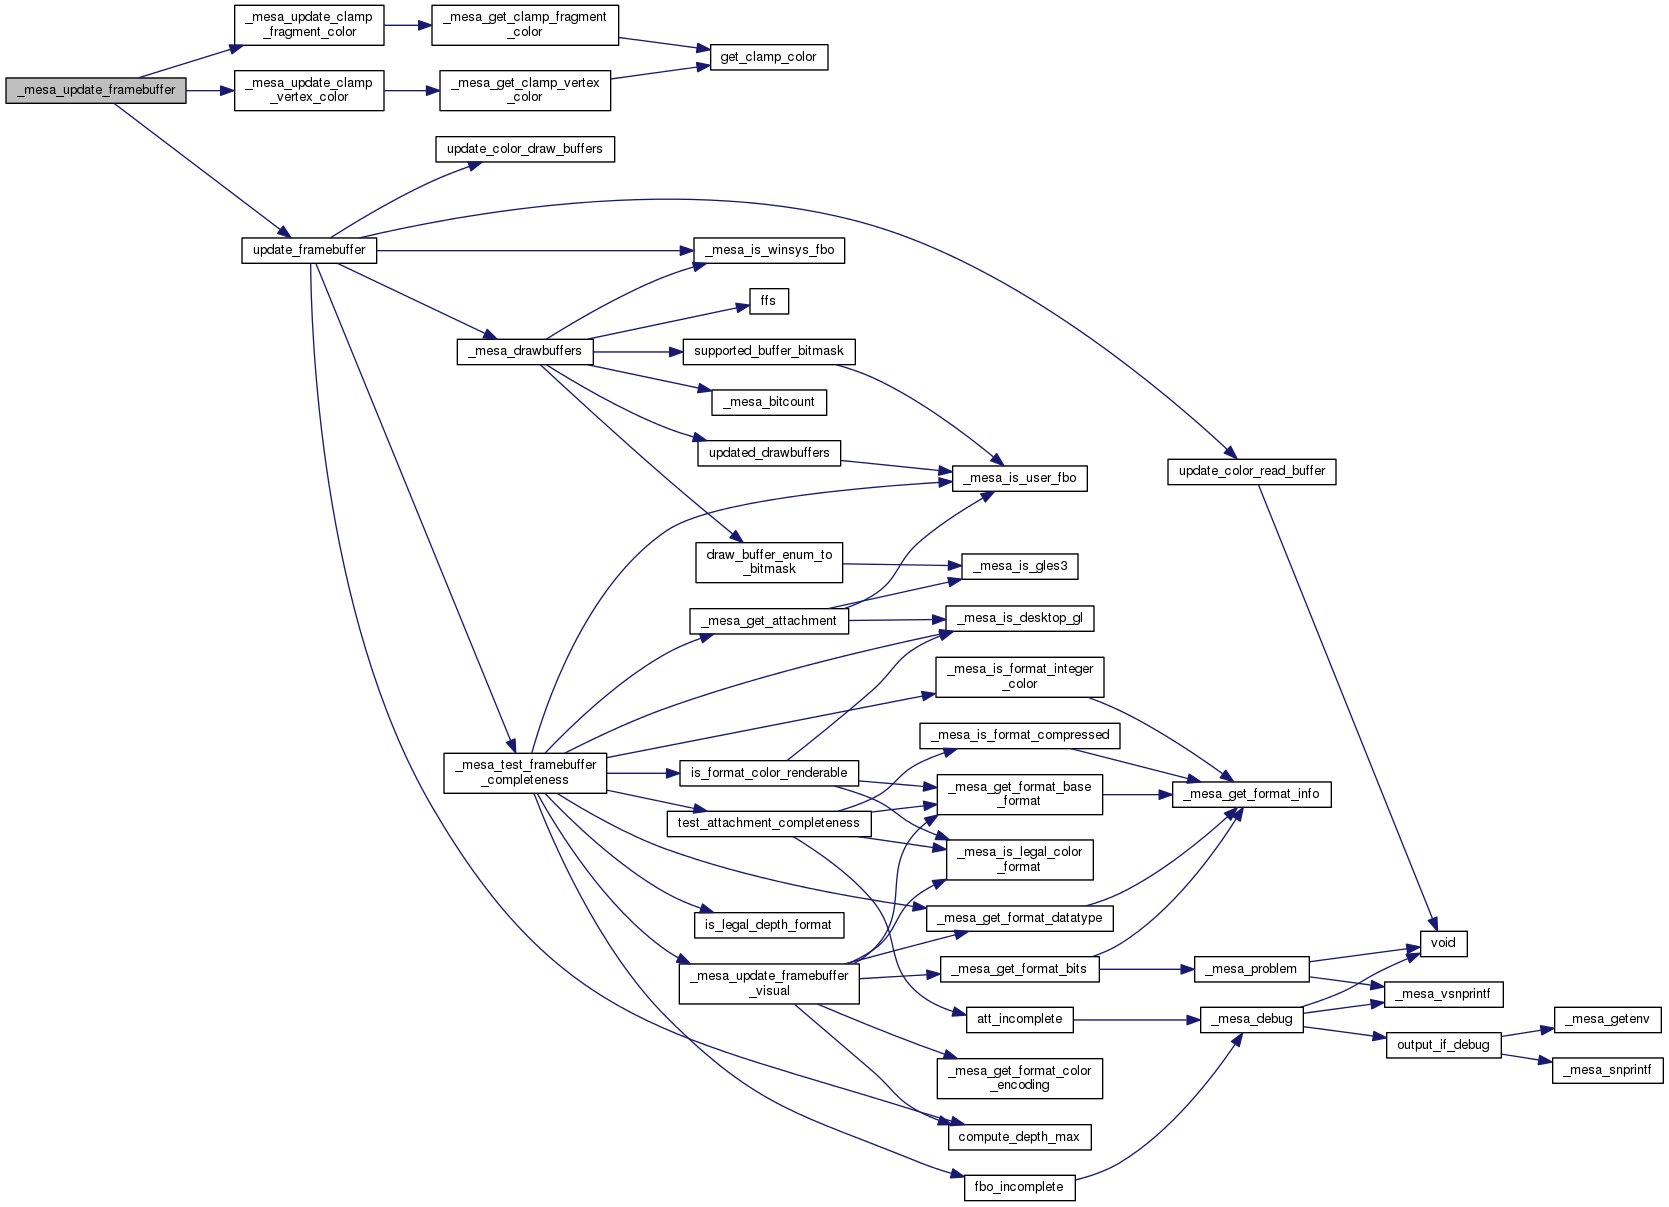 _mesa_update_framebuffer
_mesa_update_clamp
_fragment_color
_mesa_get_clamp_fragment
_color
get_clamp_color
_mesa_update_clamp
_vertex_color
_mesa_get_clamp_vertex
_color
update_color_draw_buffers
update_framebuffer
_mesa_is_winsys_fbo
ffs
_mesa_drawbuffers
supported_buffer_bitmask
_mesa_bitcount
updated_drawbuffers
_mesa_is_user_fbo
update_color_read_buffer
draw_buffer_enum_to
_bitmask
_mesa_is_gles3
_mesa_get_attachment
_mesa_is_desktop_gl
_mesa_is_format_integer
_color
_mesa_is_format_compressed
_mesa_test_framebuffer
_completeness
is_format_color_renderable
_mesa_get_format_base
_format
_mesa_get_format_info
test_attachment_completeness
_mesa_is_legal_color
_format
is_legal_depth_format
_mesa_get_format_datatype
void
_mesa_update_framebuffer
_visual
_mesa_get_format_bits
_mesa_problem
_mesa_vsnprintf
att_incomplete
_mesa_debug
_mesa_getenv
output_if_debug
_mesa_snprintf
_mesa_get_format_color
_encoding
compute_depth_max
fbo_incomplete